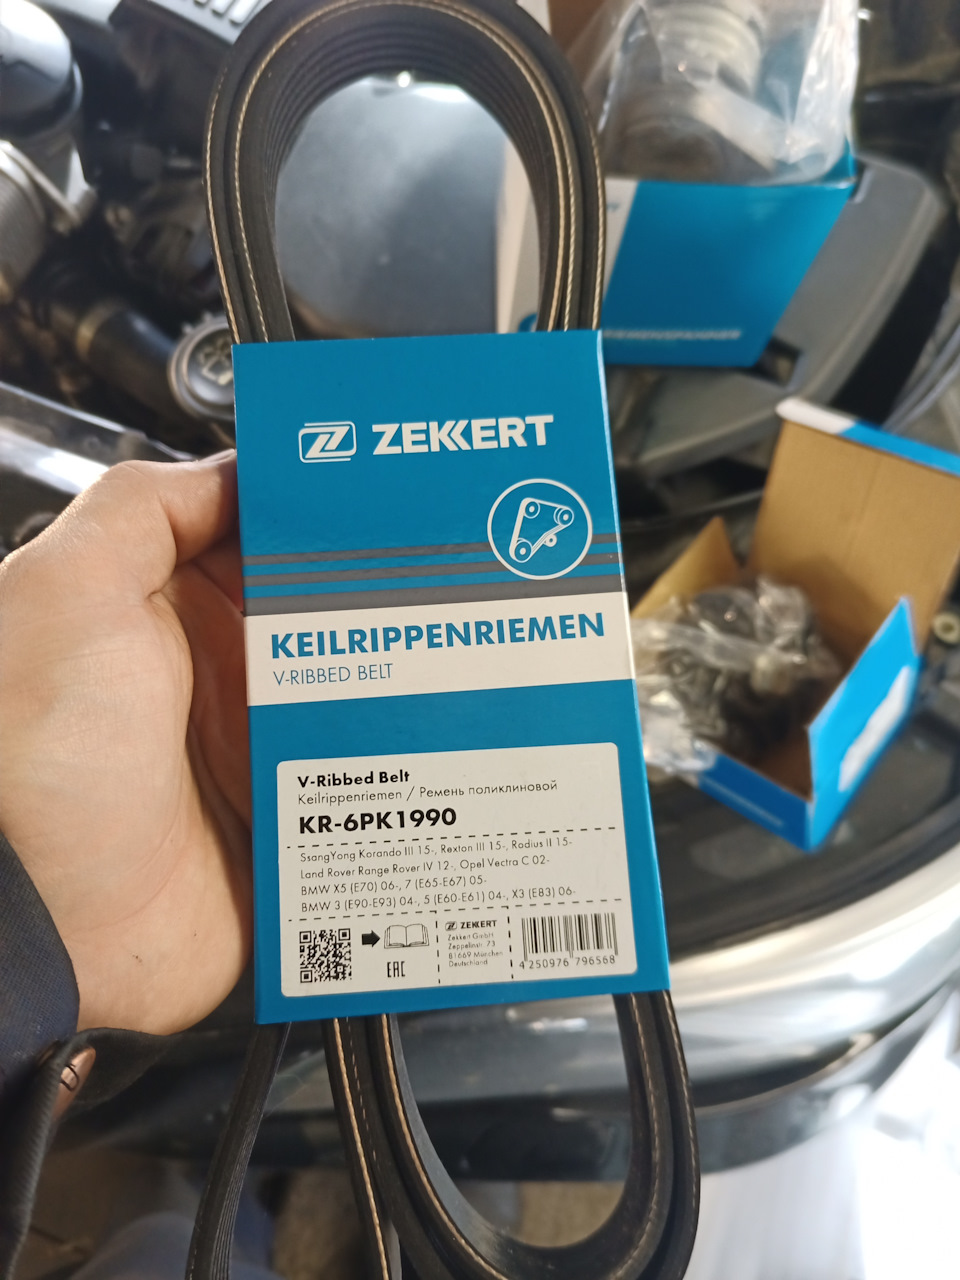 ZEKKERT
KEILRIPPENRIEMEN
V-RIBBED BELT
V-Ribbed Belt
Keilrippenriemen / Ремень поликлиновой
KR-6PK1990
SsangYong Korando III 15-, Rexton III 15-, Rodius II 15-
Land Rover Range Rover IV 12-, Opel Vectra C 02-
BMW X5 (E70) 06-, 7 (E65-E67) 05-
BMW 3 (E90-E93) 04-, 5 (E60-E61) 04-, X3 (E83) 06-
EAC
ZEKKERT
Zekkert GmbH
Zeppelinstr. 73
81669 München
Deutschland
4 250976 796568